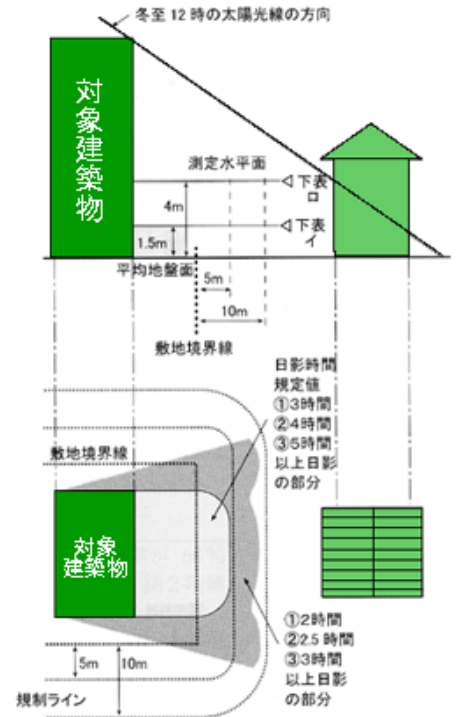 冬至12時の太陽光線の方向
対象建築物
測定水平面
下表
ロ
4m
下表
イ
1.5m
平均地盤面
5m
10m
敷地境界線
日影時間
規定値
①3時間
②4時間
③5時間
以上日影
の部分
敷地境界線
対象
建築物
①2時間
②2.5時間
③3時間
以上日影
の部分
5m
10m
規制ライン